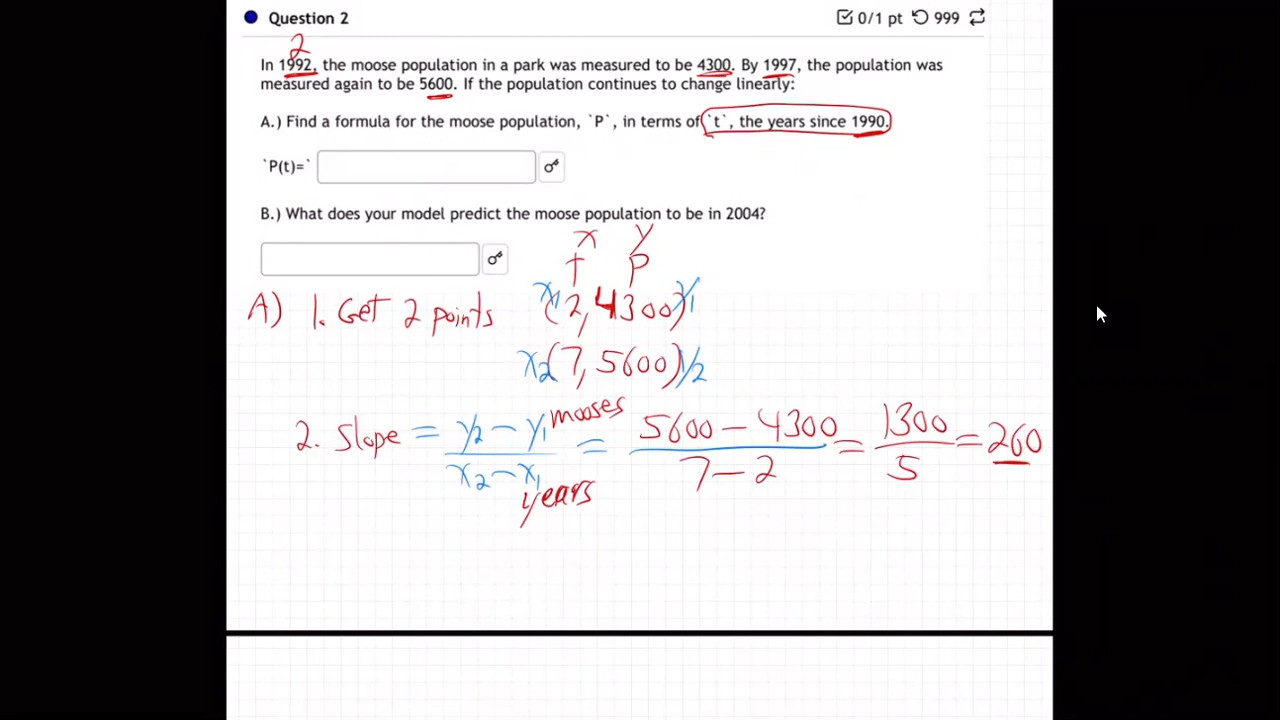 Question 2
0/1 pt 999
2
In 1992, the moose population in a park was measured to be 4300. By 1997, the population was
measured again to be 5600. If the population continues to change linearly:
A.) Find a formula for the moose population, `P`, in terms of `t`, the years since 1990.
`P(t)=`
B.) What does your model predict the moose population to be in 2004?
x y
t P
A) 1. Get 2 points x1(2, 4300)y1
x2(7, 5600)y2
2. Slope = y2 - y1 mooses / x2 - x1 years = 5600 - 4300 / 7 - 2 = 1300 / 5 = 260